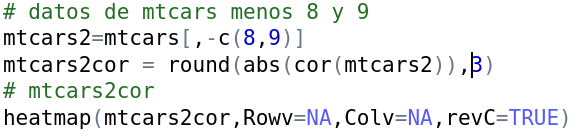 # datos de mtcars menos 8 y 9
mtcars2=mtcars[,-c(8,9)]
mtcars2cor = round(abs(cor(mtcars2)),3)
# mtcars2cor
heatmap(mtcars2cor,Rowv=NA,Colv=NA,revC=TRUE)